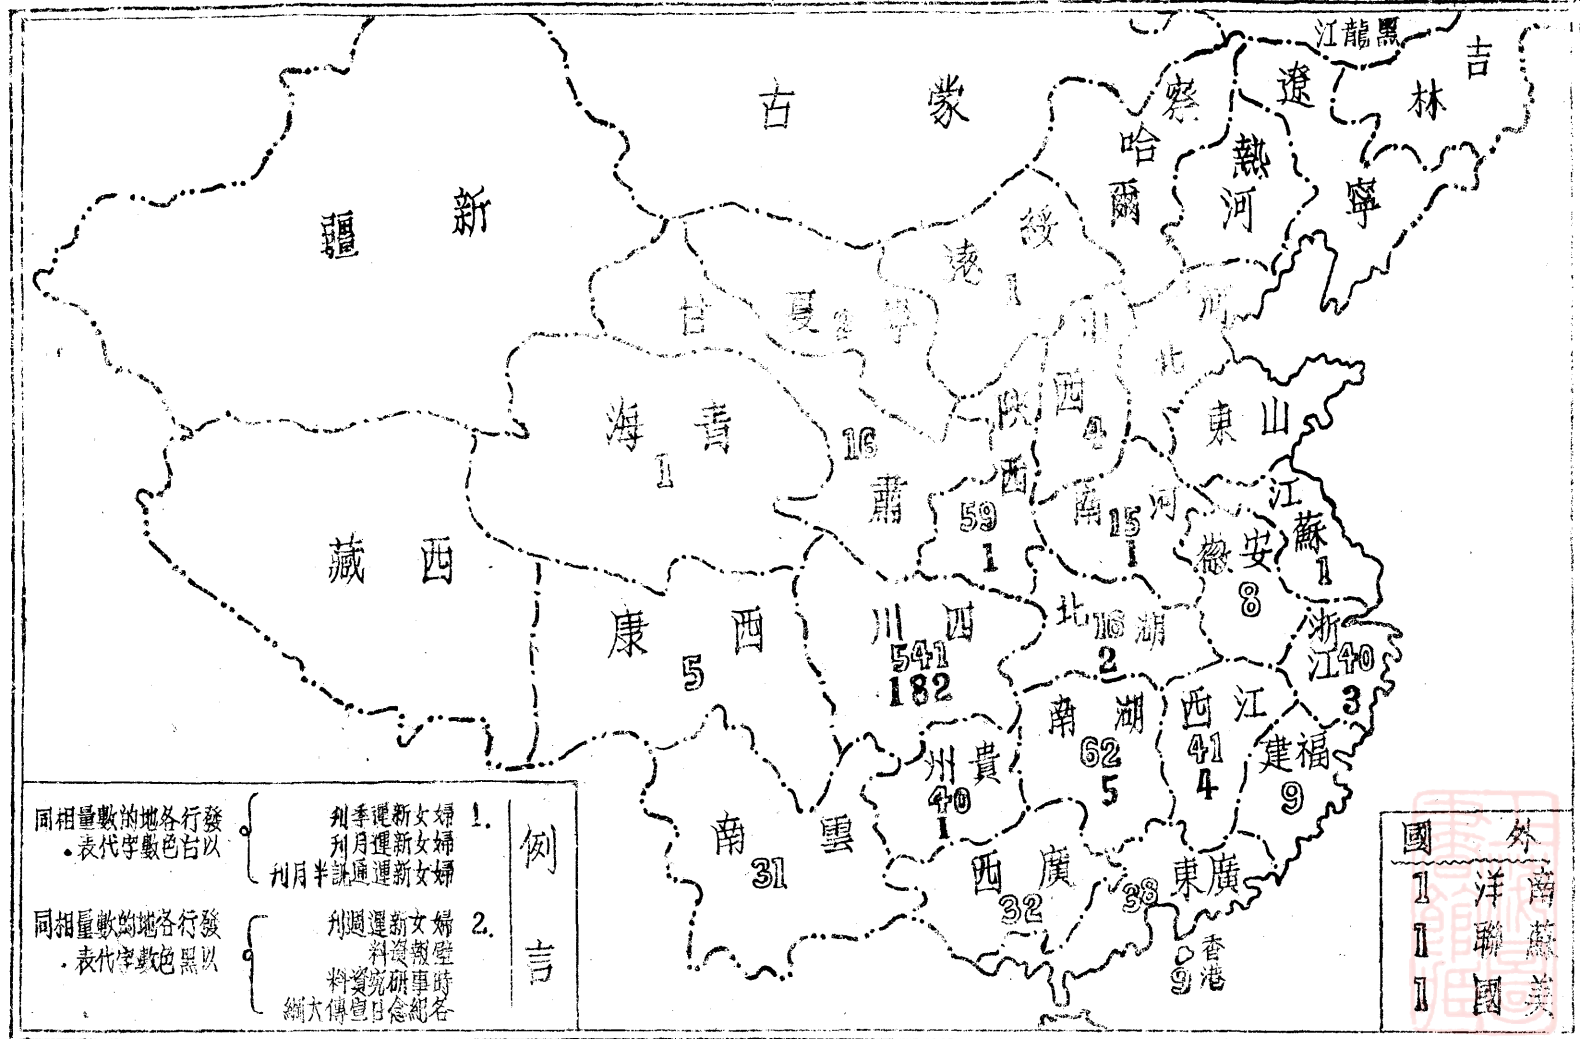 黑龍江
吉林
遼寧
熱河
察哈爾
蒙古
新疆
綏遠
1
寧夏
2
甘肅
16
青海
1
陝西
59
1
山西
4
河北
山東
河南
15
1
江蘇
1
安徽
8
西藏
西康
5
四川
541
182
湖北
16
2
浙江
40
3
湖南
62
5
江西
41
4
福建
9
貴州
40
1
雲南
31
廣西
32
廣東
38
香港
9
例言
1.
婦女新運季刊
婦女新運月刊
婦女新運通訊半月刊
發行各地的數量相同
以白色數字代表.
2.
婦女新運週刊
壁報資料
時事研究資料
各紀念日宣傳大綱
發行各地的數量相同
以黑色數字代表.
外國
南洋 1
蘇聯 1
美國 1